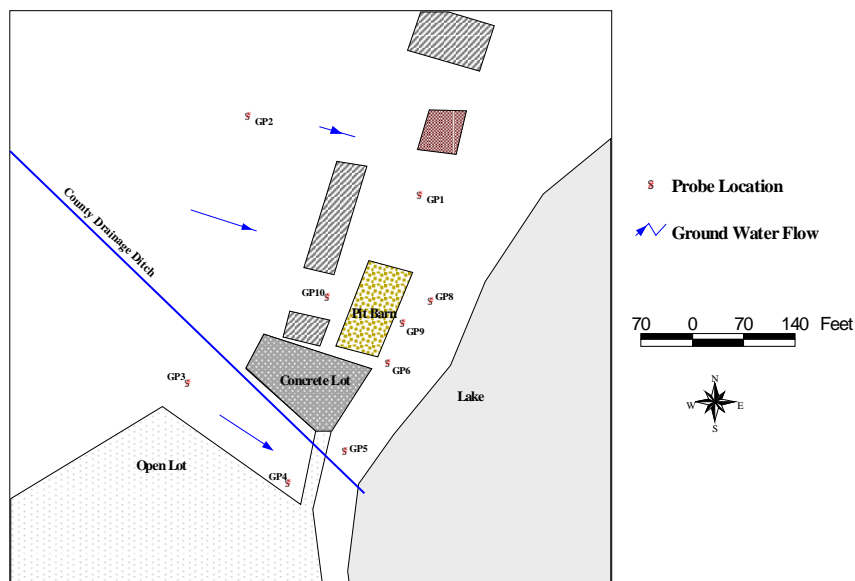 GP2
County Drainage Ditch
GP1
GP10
Pit Barn
GP8
GP9
GP6
GP3
Concrete Lot
Lake
GP5
Open Lot
GP4
Probe Location
Ground Water Flow
70 0 70 140 Feet
N
W E
S